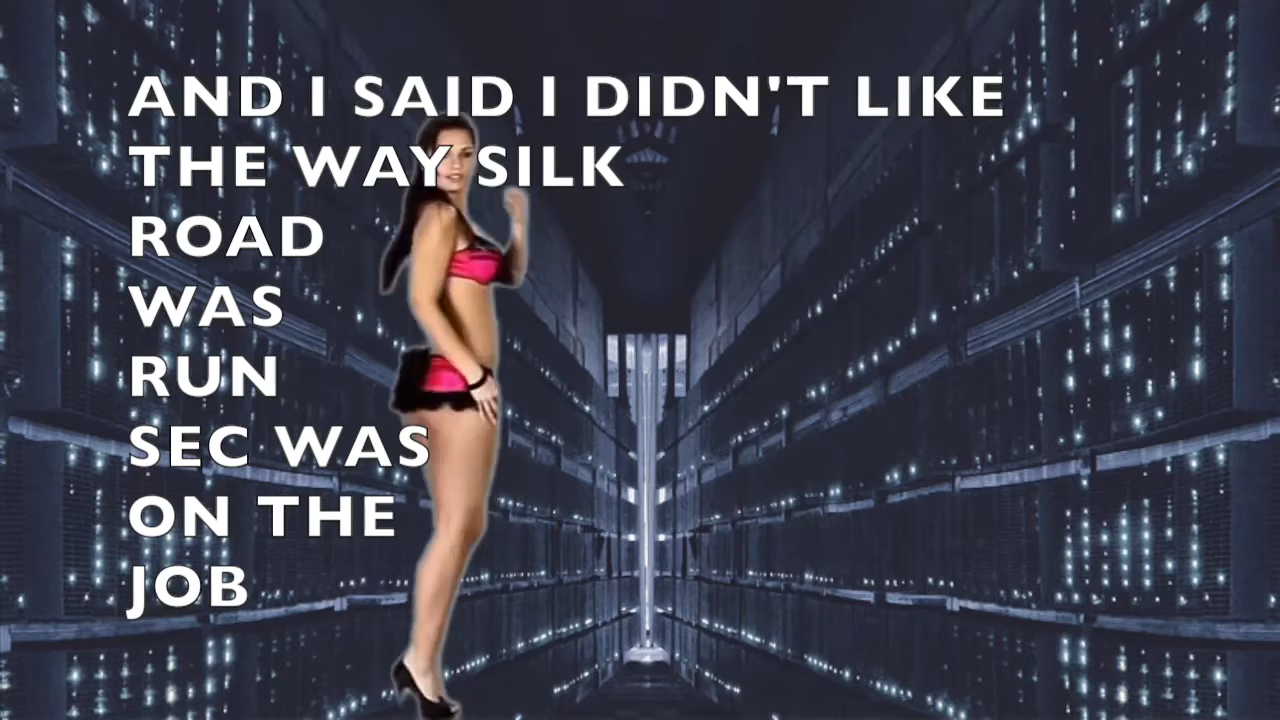 AND I SAID I DIDN'T LIKE
THE WAY SILK
ROAD
WAS
RUN
SEC WAS
ON THE
JOB